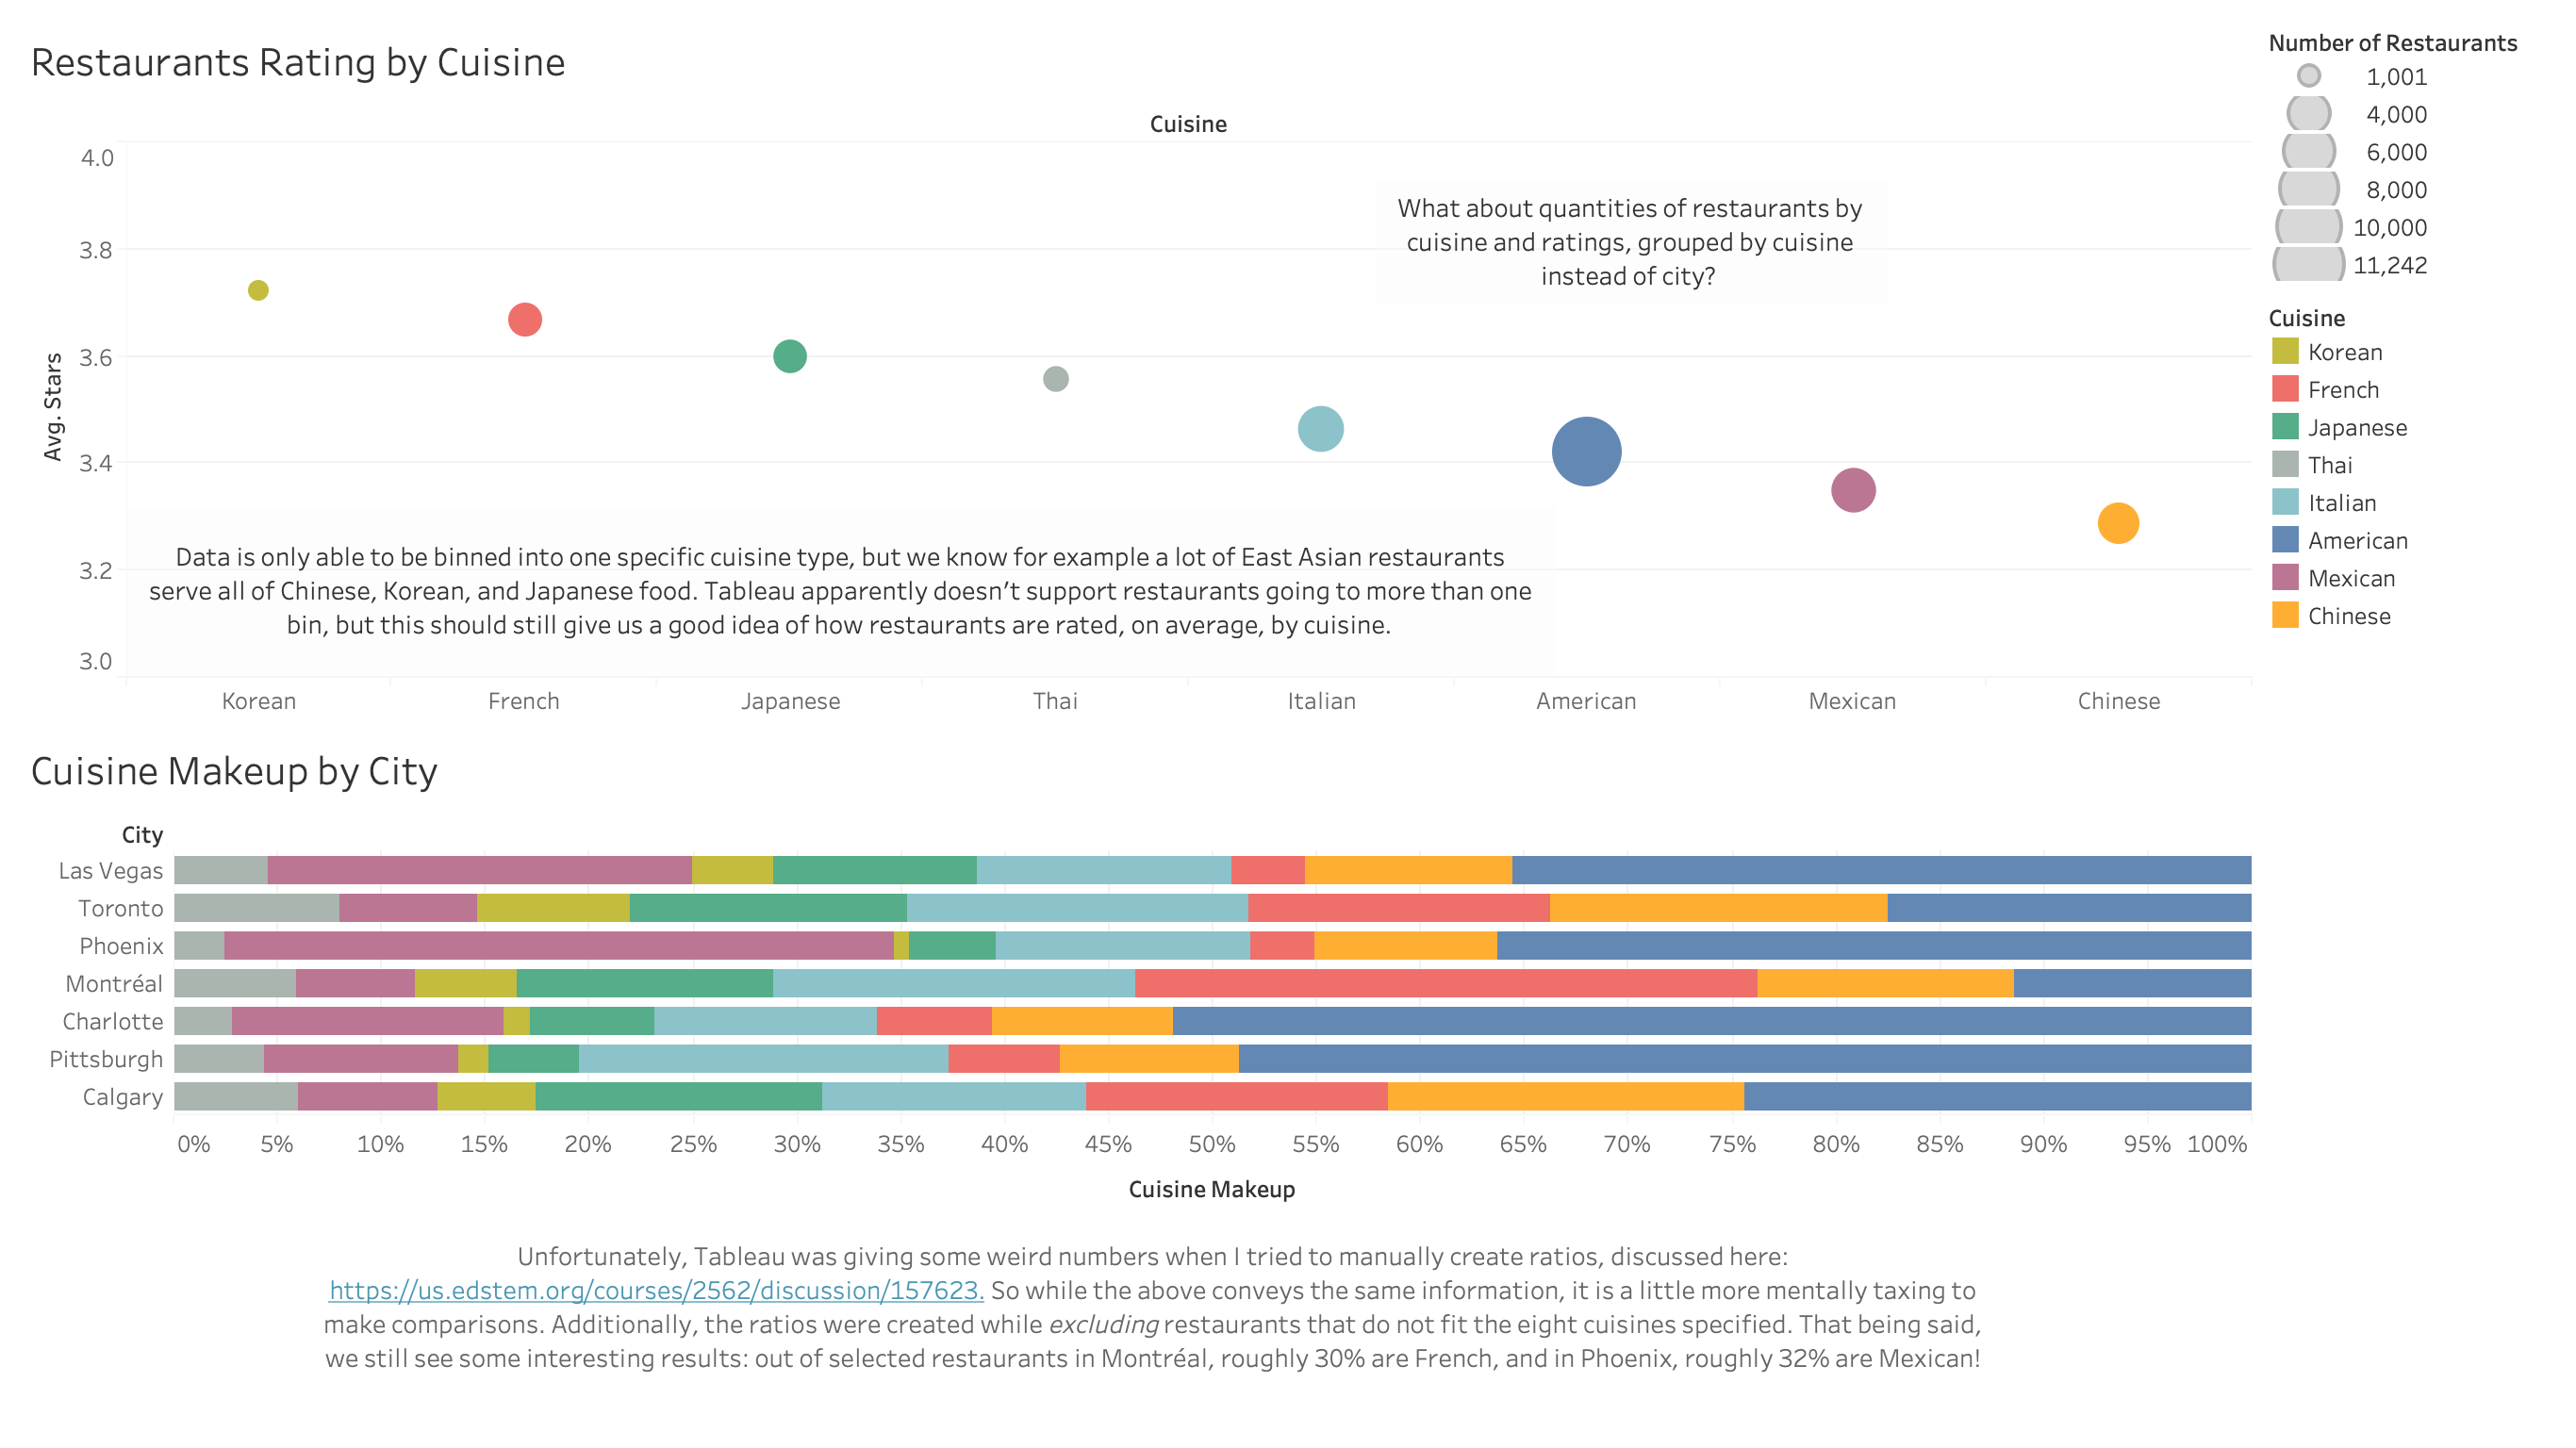 Restaurants Rating by Cuisine
Cuisine
4.0
3.8
3.6
3.4
3.2
3.0
Avg. Stars
What about quantities of restaurants by
cuisine and ratings, grouped by cuisine
instead of city?
Data is only able to be binned into one specific cuisine type, but we know for example a lot of East Asian restaurants
serve all of Chinese, Korean, and Japanese food. Tableau apparently doesn’t support restaurants going to more than one
bin, but this should still give us a good idea of how restaurants are rated, on average, by cuisine.
Korean French Japanese Thai Italian American Mexican Chinese
Number of Restaurants
1,001
4,000
6,000
8,000
10,000
11,242
Cuisine
Korean
French
Japanese
Thai
Italian
American
Mexican
Chinese
Cuisine Makeup by City
City
Las Vegas
Toronto
Phoenix
Montréal
Charlotte
Pittsburgh
Calgary
0% 5% 10% 15% 20% 25% 30% 35% 40% 45% 50% 55% 60% 65% 70% 75% 80% 85% 90% 95% 100%
Cuisine Makeup
Unfortunately, Tableau was giving some weird numbers when I tried to manually create ratios, discussed here:
https://us.edstem.org/courses/2562/discussion/157623. So while the above conveys the same information, it is a little more mentally taxing to
make comparisons. Additionally, the ratios were created while excluding restaurants that do not fit the eight cuisines specified. That being said,
we still see some interesting results: out of selected restaurants in Montréal, roughly 30% are French, and in Phoenix, roughly 32% are Mexican!